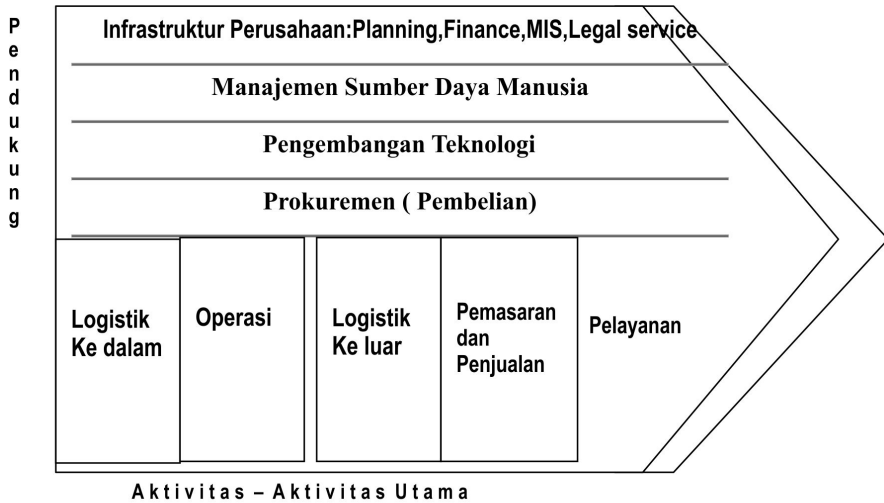 Pendukung
Infrastruktur Perusahaan:Planning,Finance,MIS,Legal service
Manajemen Sumber Daya Manusia
Pengembangan Teknologi
Prokuremen ( Pembelian)
Logistik
Ke dalam
Operasi
Logistik
Ke luar
Pemasaran
dan
Penjualan
Pelayanan
Aktivitas – Aktivitas Utama